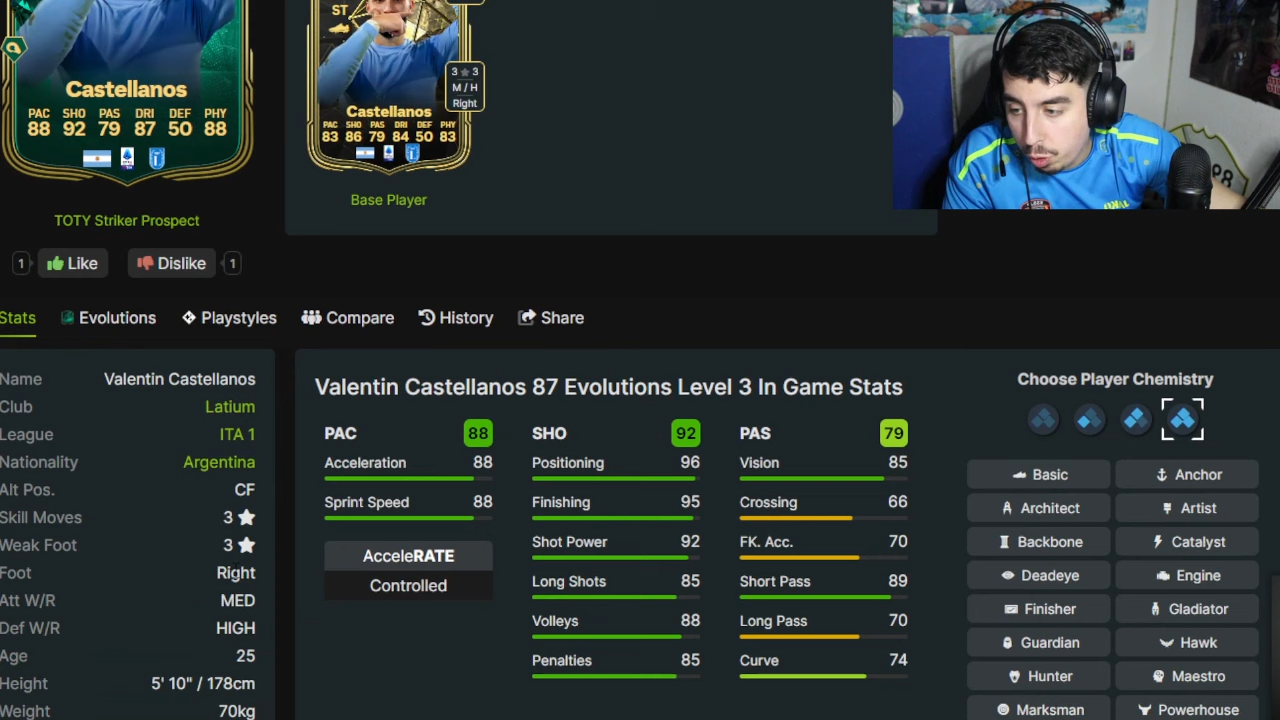 ST
Castellanos
PAC SHO PAS DRI DEF PHY
88 92 79 87 50 88
TOTY Striker Prospect
3 ★ 3
M / H
Right
Castellanos
PAC SHO PAS DRI DEF PHY
83 86 79 84 50 83
Base Player
1 Like Dislike 1
Stats Evolutions Playstyles Compare History Share
Name Valentin Castellanos
Club Latium
League ITA 1
Nationality Argentina
Alt Pos. CF
Skill Moves 3 ★
Weak Foot 3 ★
Foot Right
Att W/R MED
Def W/R HIGH
Age 25
Height 5' 10" / 178cm
Weight 70kg
Valentin Castellanos 87 Evolutions Level 3 In Game Stats
PAC 88
Acceleration 88
Sprint Speed 88
AcceleRATE
Controlled
SHO 92
Positioning 96
Finishing 95
Shot Power 92
Long Shots 85
Volleys 88
Penalties 85
PAS 79
Vision 85
Crossing 66
FK. Acc. 70
Short Pass 89
Long Pass 70
Curve 74
Choose Player Chemistry
Basic Anchor
Architect Artist
Backbone Catalyst
Deadeye Engine
Finisher Gladiator
Guardian Hawk
Hunter Maestro
Marksman Powerhouse